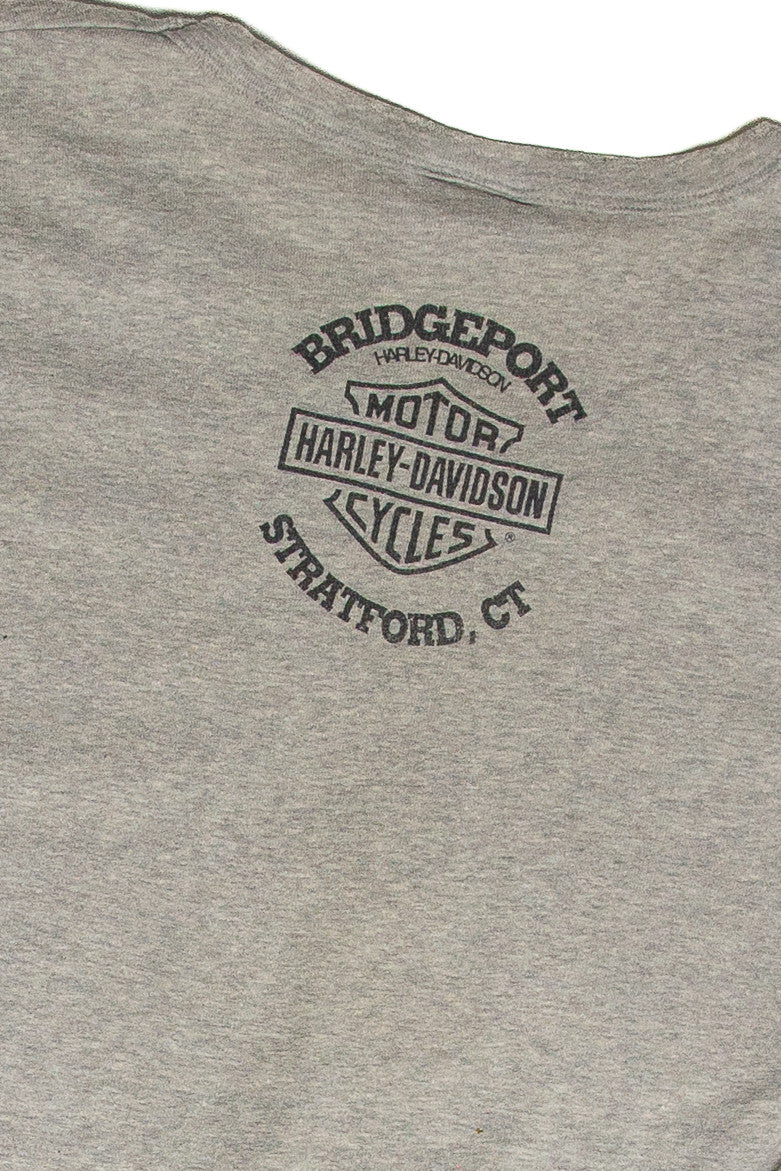 BRIDGEPORT
HARLEY-DAVIDSON
MOTOR
HARLEY-DAVIDSON
CYCLES ®
STRATFORD, CT